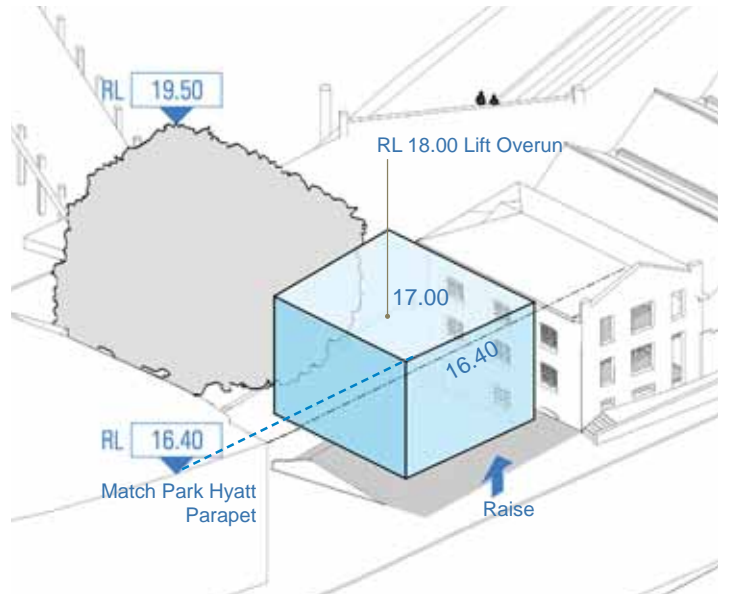 RL 19.50
RL 18.00 Lift Overun
17.00
16.40
RL 16.40
Match Park Hyatt
Parapet
Raise